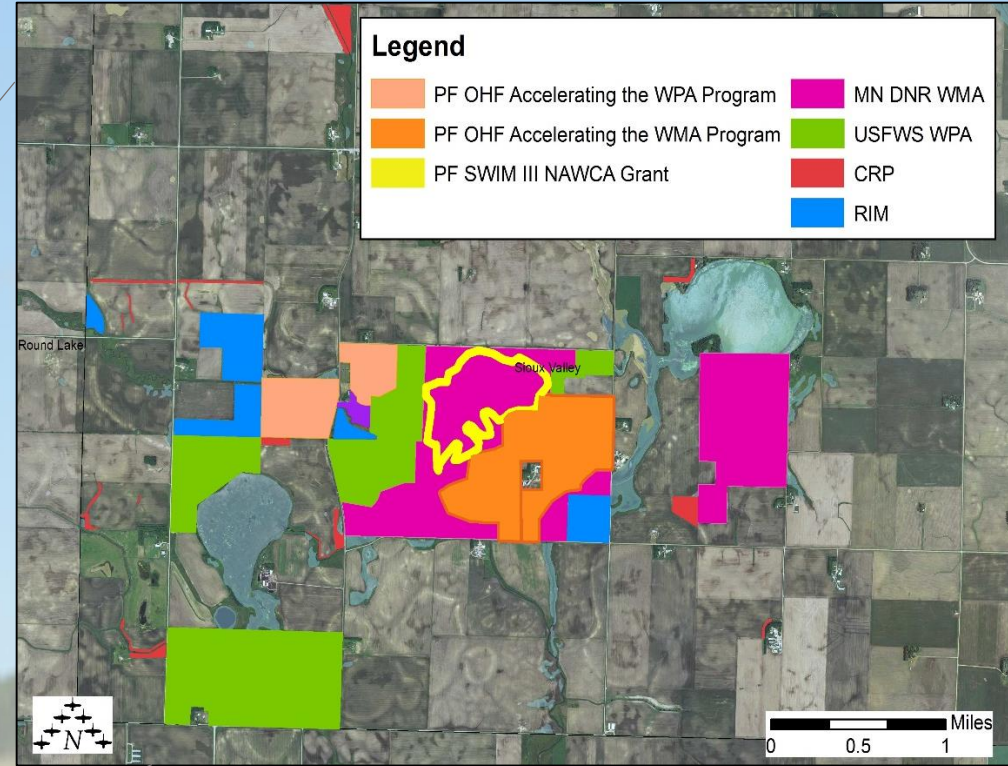 Legend
PF OHF Accelerating the WPA Program
PF OHF Accelerating the WMA Program
PF SWIM III NAWCA Grant
MN DNR WMA
USFWS WPA
CRP
RIM
Round Lake
Sioux Valley
N
Miles
0 0.5 1